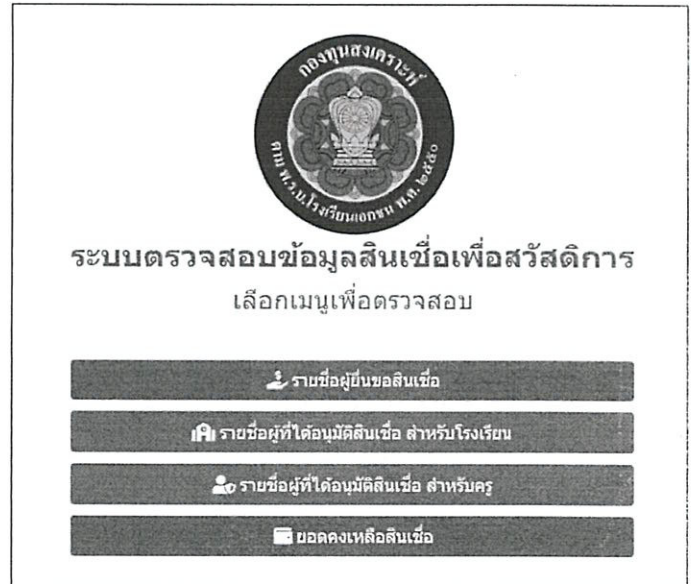 กองทุนสงเคราะห์
ตาม พ.ร.บ.โรงเรียนเอกชน พ.ศ. ๒๕๕๐
ระบบตรวจสอบข้อมูลสินเชื่อเพื่อสวัสดิการ
เลือกเมนูเพื่อตรวจสอบ
รายชื่อผู้ยื่นขอสินเชื่อ
รายชื่อผู้ที่ได้อนุมัติสินเชื่อ สำหรับโรงเรียน
รายชื่อผู้ที่ได้อนุมัติสินเชื่อ สำหรับครู
ยอดคงเหลือสินเชื่อ